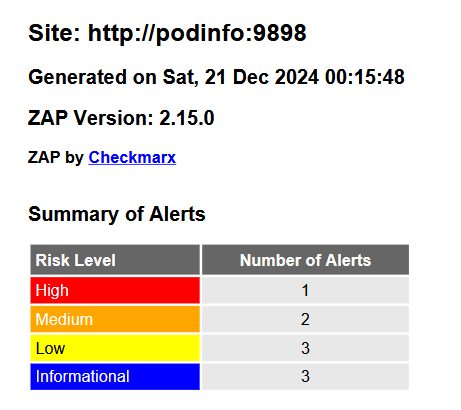 Site: http://podinfo:9898
Generated on Sat, 21 Dec 2024 00:15:48
ZAP Version: 2.15.0
ZAP by Checkmarx
Summary of Alerts
Risk Level Number of Alerts
High 1
Medium 2
Low 3
Informational 3